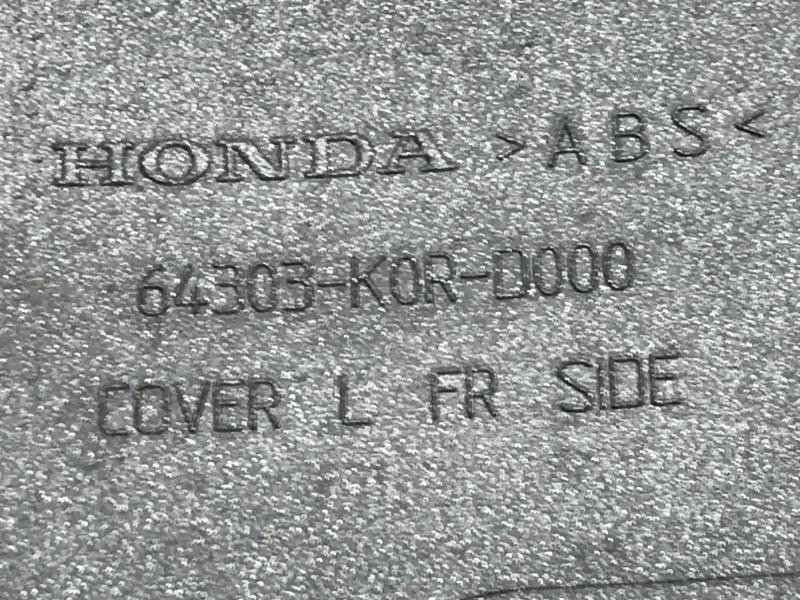 HONDA >ABS<
64303-K0R-D000
COVER L FR SIDE